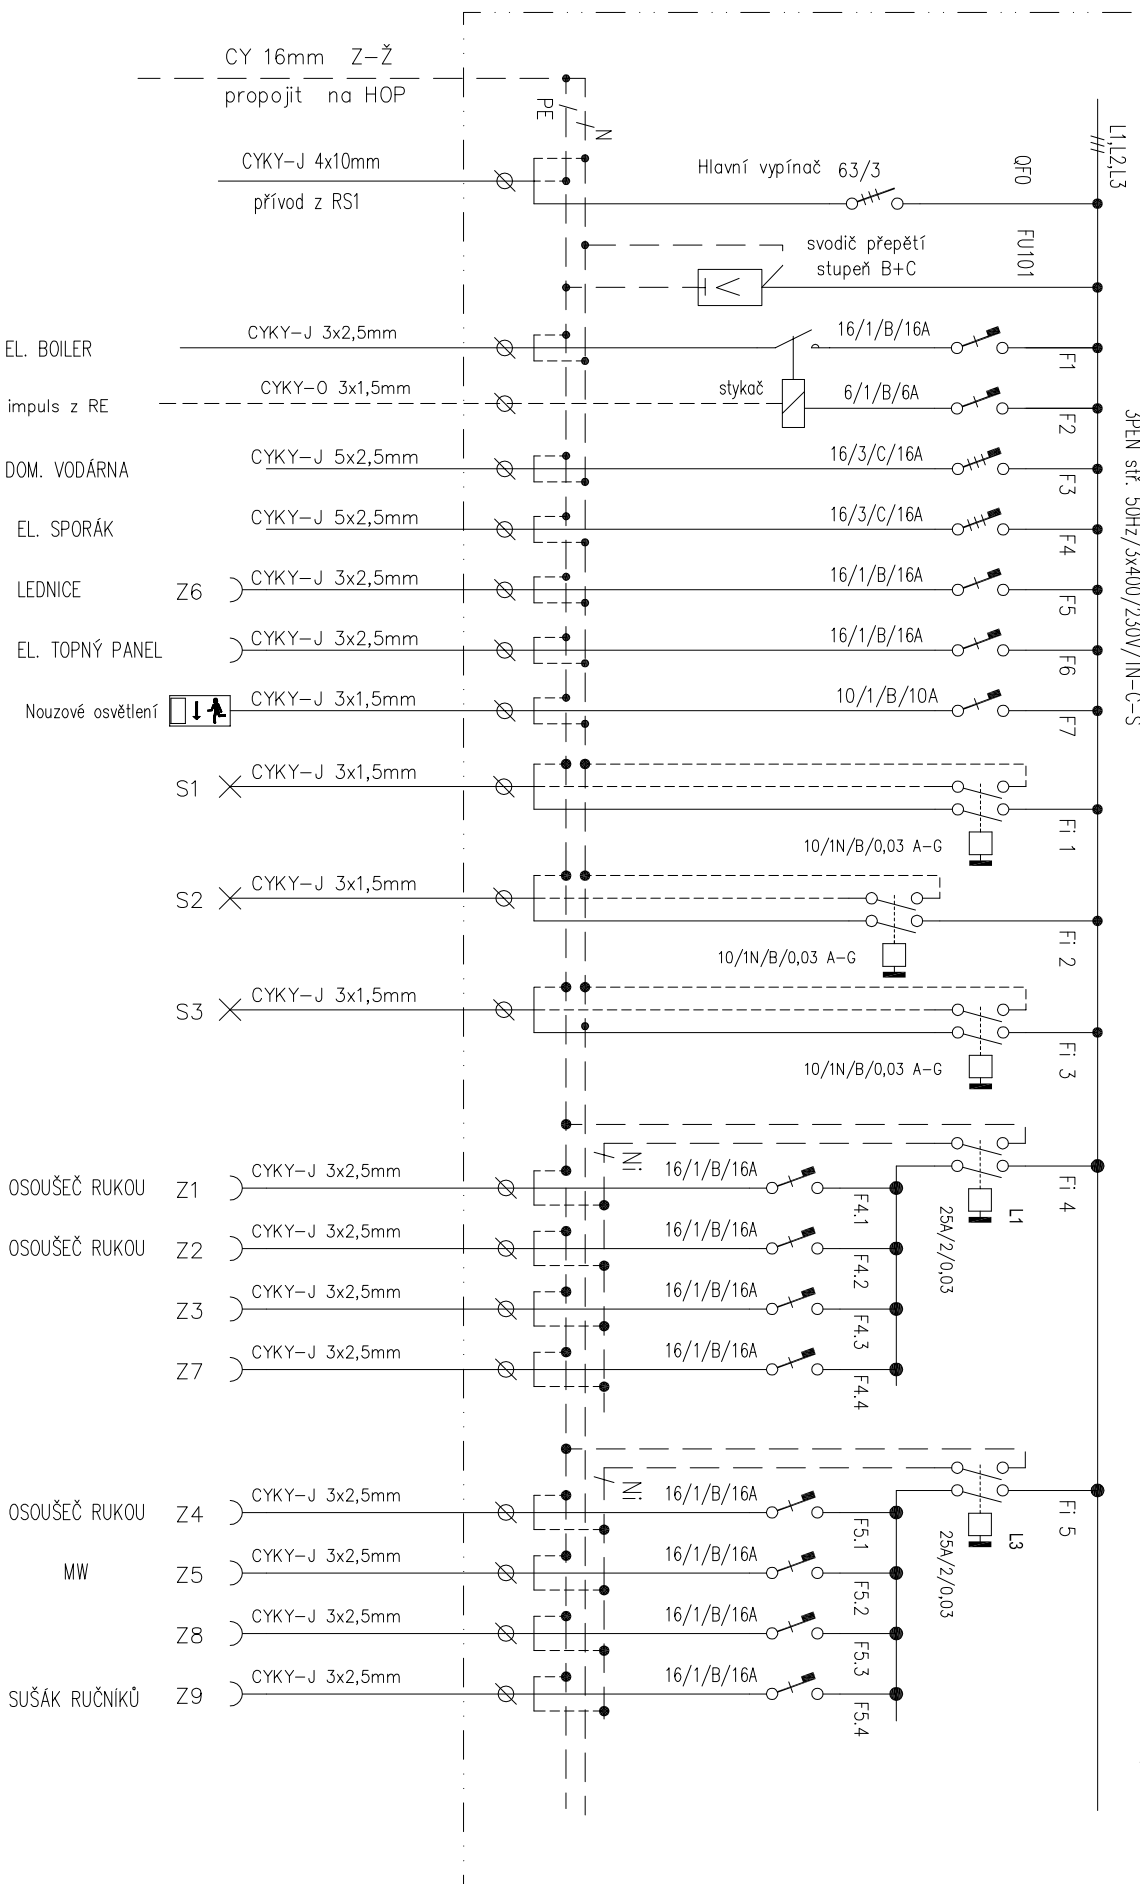 CY 16mm Z-Ž
propojit na HOP
PE
N
L1,L2,L3
CYKY-J 4x10mm
přívod z RS1
Hlavní vypínač 63/3
QF0
svodič přepětí
stupeň B+C
FU101
EL. BOILER
CYKY-J 3x2,5mm
16/1/B/16A
F1
impuls z RE
CYKY-O 3x1,5mm
stykač
6/1/B/6A
F2
3PEN stř. 50Hz/3x400/230V/TN-C-S
DOM. VODÁRNA
CYKY-J 5x2,5mm
16/3/C/16A
F3
EL. SPORÁK
CYKY-J 5x2,5mm
16/3/C/16A
F4
LEDNICE
Z6
CYKY-J 3x2,5mm
16/1/B/16A
F5
EL. TOPNÝ PANEL
CYKY-J 3x2,5mm
16/1/B/16A
F6
Nouzové osvětlení
CYKY-J 3x1,5mm
10/1/B/10A
F7
S1
CYKY-J 3x1,5mm
10/1N/B/0,03 A-G
Fi 1
S2
CYKY-J 3x1,5mm
10/1N/B/0,03 A-G
Fi 2
S3
CYKY-J 3x1,5mm
10/1N/B/0,03 A-G
Fi 3
Ni
Fi 4
L1
25A/2/0,03
OSOUŠEČ RUKOU
Z1
CYKY-J 3x2,5mm
16/1/B/16A
F4.1
OSOUŠEČ RUKOU
Z2
CYKY-J 3x2,5mm
16/1/B/16A
F4.2
Z3
CYKY-J 3x2,5mm
16/1/B/16A
F4.3
Z7
CYKY-J 3x2,5mm
16/1/B/16A
F4.4
Ni
Fi 5
L3
25A/2/0,03
OSOUŠEČ RUKOU
Z4
CYKY-J 3x2,5mm
16/1/B/16A
F5.1
MW
Z5
CYKY-J 3x2,5mm
16/1/B/16A
F5.2
Z8
CYKY-J 3x2,5mm
16/1/B/16A
F5.3
SUŠÁK RUČNÍKŮ
Z9
CYKY-J 3x2,5mm
16/1/B/16A
F5.4